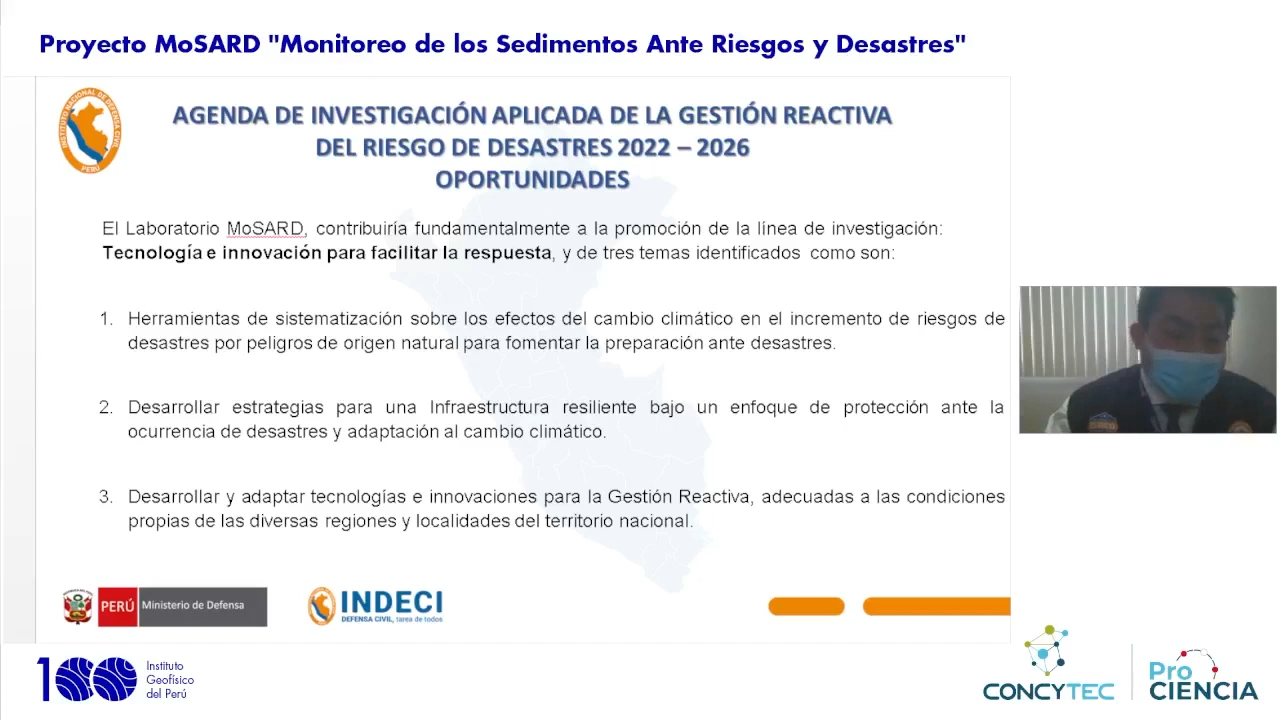 Proyecto MoSARD "Monitoreo de los Sedimentos Ante Riesgos y Desastres"
INSTITUTO NACIONAL DE DEFENSA CIVIL
PERU
AGENDA DE INVESTIGACIÓN APLICADA DE LA GESTIÓN REACTIVA
DEL RIESGO DE DESASTRES 2022 – 2026
OPORTUNIDADES
El Laboratorio MoSARD, contribuiría fundamentalmente a la promoción de la línea de investigación:
Tecnología e innovación para facilitar la respuesta, y de tres temas identificados como son:
1. Herramientas de sistematización sobre los efectos del cambio climático en el incremento de riesgos de
desastres por peligros de origen natural para fomentar la preparación ante desastres.
2. Desarrollar estrategias para una Infraestructura resiliente bajo un enfoque de protección ante la
ocurrencia de desastres y adaptación al cambio climático.
3. Desarrollar y adaptar tecnologías e innovaciones para la Gestión Reactiva, adecuadas a las condiciones
propias de las diversas regiones y localidades del territorio nacional.
PERÚ Ministerio de Defensa
INDECI
DEFENSA CIVIL, tarea de todos
100 Instituto
Geofísico
del Perú
CONCYTEC
Pro
CIENCIA